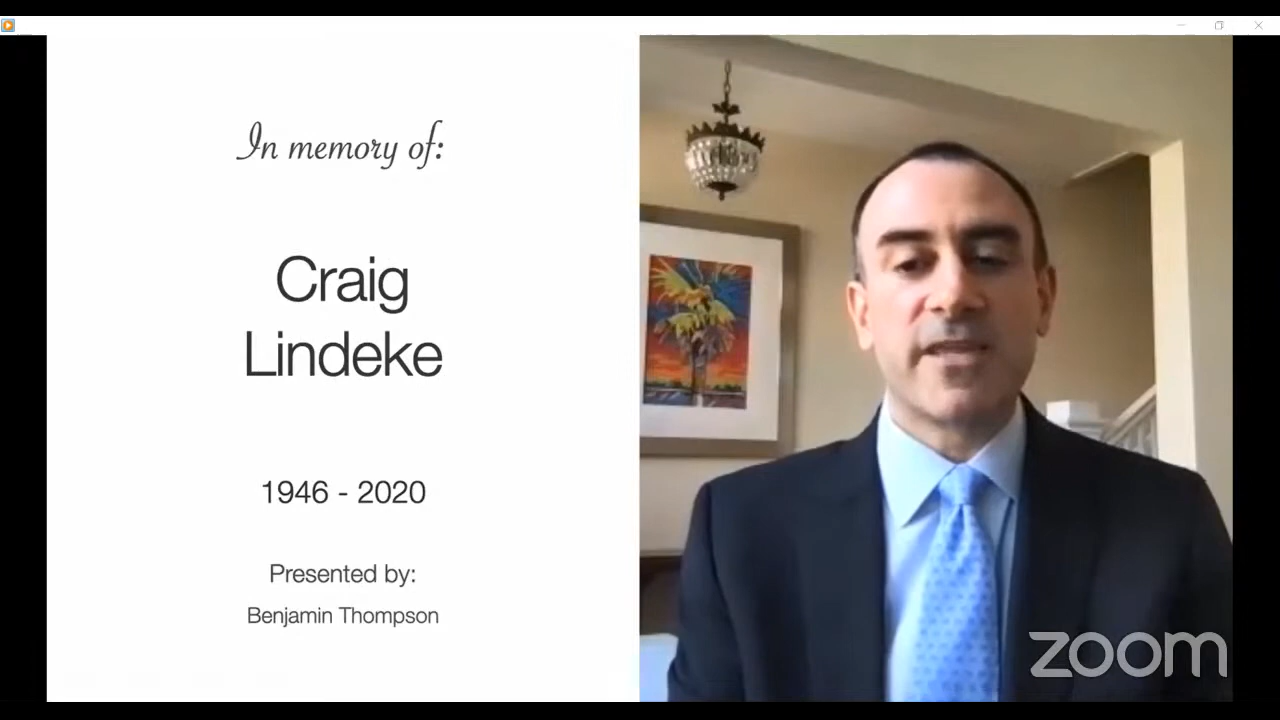 In memory of:
Craig
Lindeke
1946 - 2020
Presented by:
Benjamin Thompson
zoom